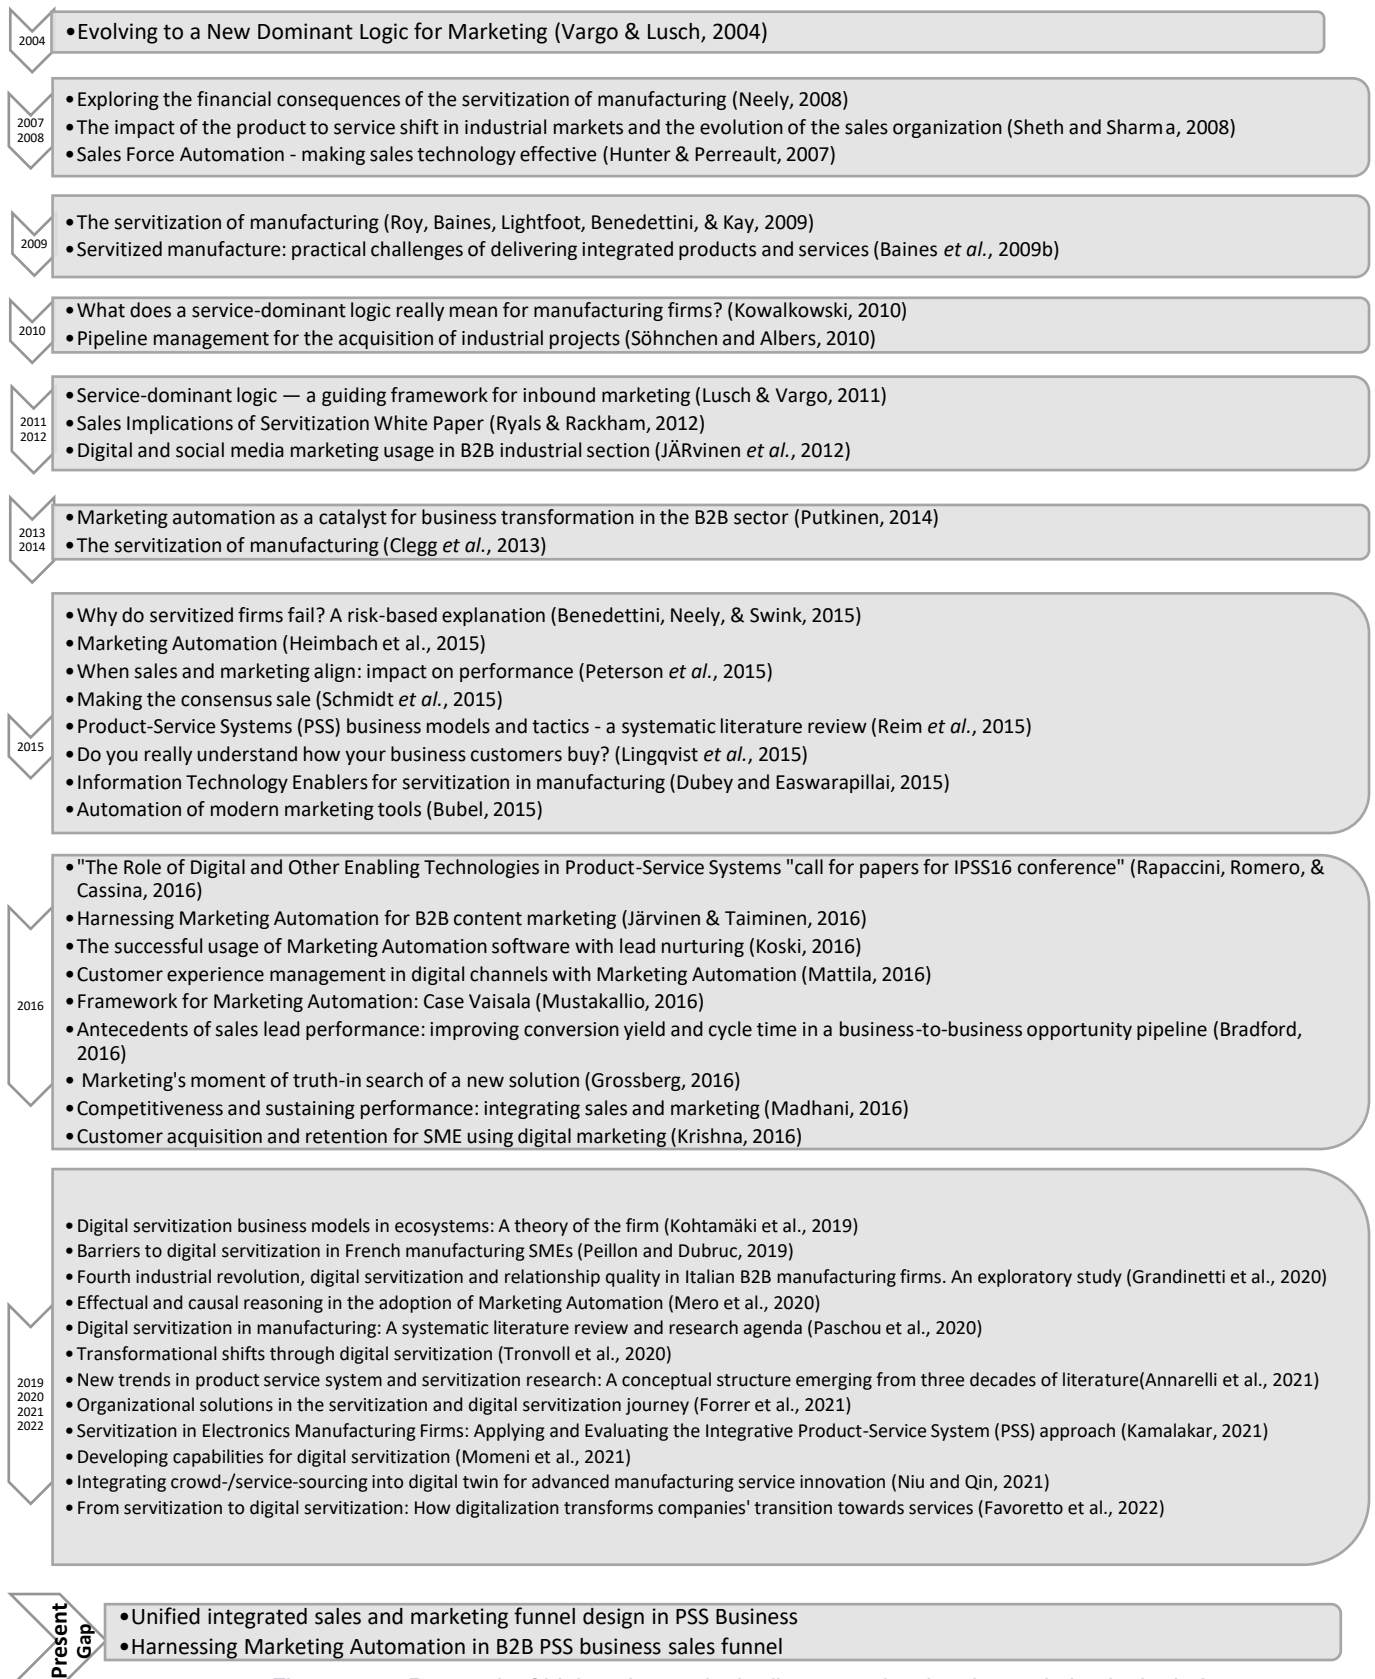 2004
•Evolving to a New Dominant Logic for Marketing (Vargo & Lusch, 2004)
2007
2008
•Exploring the financial consequences of the servitization of manufacturing (Neely, 2008)
•The impact of the product to service shift in industrial markets and the evolution of the sales organization (Sheth and Sharma, 2008)
•Sales Force Automation - making sales technology effective (Hunter & Perreault, 2007)
2009
•The servitization of manufacturing (Roy, Baines, Lightfoot, Benedettini, & Kay, 2009)
•Servitized manufacture: practical challenges of delivering integrated products and services (Baines et al., 2009b)
2010
•What does a service-dominant logic really mean for manufacturing firms? (Kowalkowski, 2010)
•Pipeline management for the acquisition of industrial projects (Söhnchen and Albers, 2010)
2011
2012
•Service-dominant logic — a guiding framework for inbound marketing (Lusch & Vargo, 2011)
•Sales Implications of Servitization White Paper (Ryals & Rackham, 2012)
•Digital and social media marketing usage in B2B industrial section (JÄRvinen et al., 2012)
2013
2014
•Marketing automation as a catalyst for business transformation in the B2B sector (Putkinen, 2014)
•The servitization of manufacturing (Clegg et al., 2013)
2015
•Why do servitized firms fail? A risk-based explanation (Benedettini, Neely, & Swink, 2015)
•Marketing Automation (Heimbach et al., 2015)
•When sales and marketing align: impact on performance (Peterson et al., 2015)
•Making the consensus sale (Schmidt et al., 2015)
•Product-Service Systems (PSS) business models and tactics - a systematic literature review (Reim et al., 2015)
•Do you really understand how your business customers buy? (Lingqvist et al., 2015)
•Information Technology Enablers for servitization in manufacturing (Dubey and Easwarapillai, 2015)
•Automation of modern marketing tools (Bubel, 2015)
2016
•"The Role of Digital and Other Enabling Technologies in Product-Service Systems "call for papers for IPSS16 conference" (Rapaccini, Romero, &
Cassina, 2016)
•Harnessing Marketing Automation for B2B content marketing (Järvinen & Taiminen, 2016)
•The successful usage of Marketing Automation software with lead nurturing (Koski, 2016)
•Customer experience management in digital channels with Marketing Automation (Mattila, 2016)
•Framework for Marketing Automation: Case Vaisala (Mustakallio, 2016)
•Antecedents of sales lead performance: improving conversion yield and cycle time in a business-to-business opportunity pipeline (Bradford,
2016)
• Marketing's moment of truth-in search of a new solution (Grossberg, 2016)
•Competitiveness and sustaining performance: integrating sales and marketing (Madhani, 2016)
•Customer acquisition and retention for SME using digital marketing (Krishna, 2016)
2019
2020
2021
2022
•Digital servitization business models in ecosystems: A theory of the firm (Kohtamäki et al., 2019)
•Barriers to digital servitization in French manufacturing SMEs (Peillon and Dubruc, 2019)
•Fourth industrial revolution, digital servitization and relationship quality in Italian B2B manufacturing firms. An exploratory study (Grandinetti et al., 2020)
•Effectual and causal reasoning in the adoption of Marketing Automation (Mero et al., 2020)
•Digital servitization in manufacturing: A systematic literature review and research agenda (Paschou et al., 2020)
•Transformational shifts through digital servitization (Tronvoll et al., 2020)
•New trends in product service system and servitization research: A conceptual structure emerging from three decades of literature(Annarelli et al., 2021)
•Organizational solutions in the servitization and digital servitization journey (Forrer et al., 2021)
•Servitization in Electronics Manufacturing Firms: Applying and Evaluating the Integrative Product-Service System (PSS) approach (Kamalakar, 2021)
•Developing capabilities for digital servitization (Momeni et al., 2021)
•Integrating crowd-/service-sourcing into digital twin for advanced manufacturing service innovation (Niu and Qin, 2021)
•From servitization to digital servitization: How digitalization transforms companies' transition towards services (Favoretto et al., 2022)
Present
Gap
•Unified integrated sales and marketing funnel design in PSS Business
•Harnessing Marketing Automation in B2B PSS business sales funnel